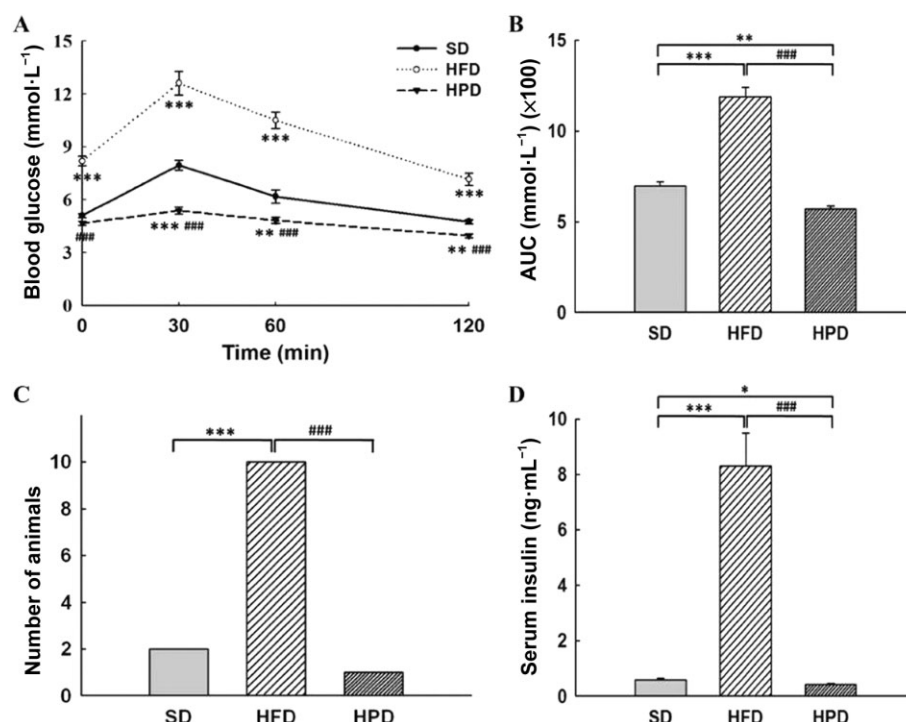 A
Blood glucose (mmol·L⁻¹)
15
12
9
6
3
0
SD
HFD
HPD
***
***
***
***
###
*** ###
** ###
** ###
0
30
60
120
Time (min)
B
AUC (mmol·L⁻¹) (×100)
15
10
5
0
**
***
###
SD
HFD
HPD
C
Number of animals
10
8
6
4
2
0
***
###
SD
HFD
HPD
D
Serum insulin (ng·mL⁻¹)
10
8
6
4
2
0
*
***
###
SD
HFD
HPD